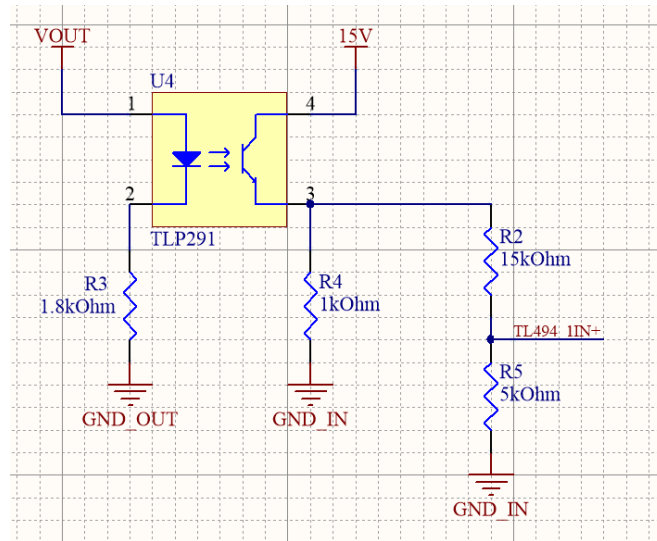 VOUT
15V
U4
1
4
2
3
TLP291
R3
1.8kOhm
R4
1kOhm
R2
15kOhm
TL494_1IN+
R5
5kOhm
GND_OUT
GND_IN
GND_IN